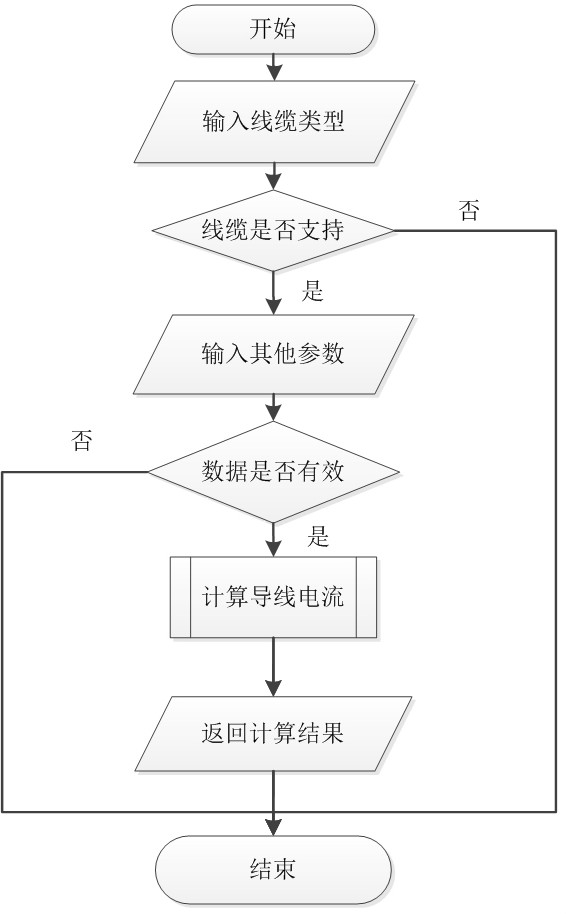 开始
输入线缆类型
线缆是否支持
否
是
输入其他参数
数据是否有效
否
是
计算导线电流
返回计算结果
结束